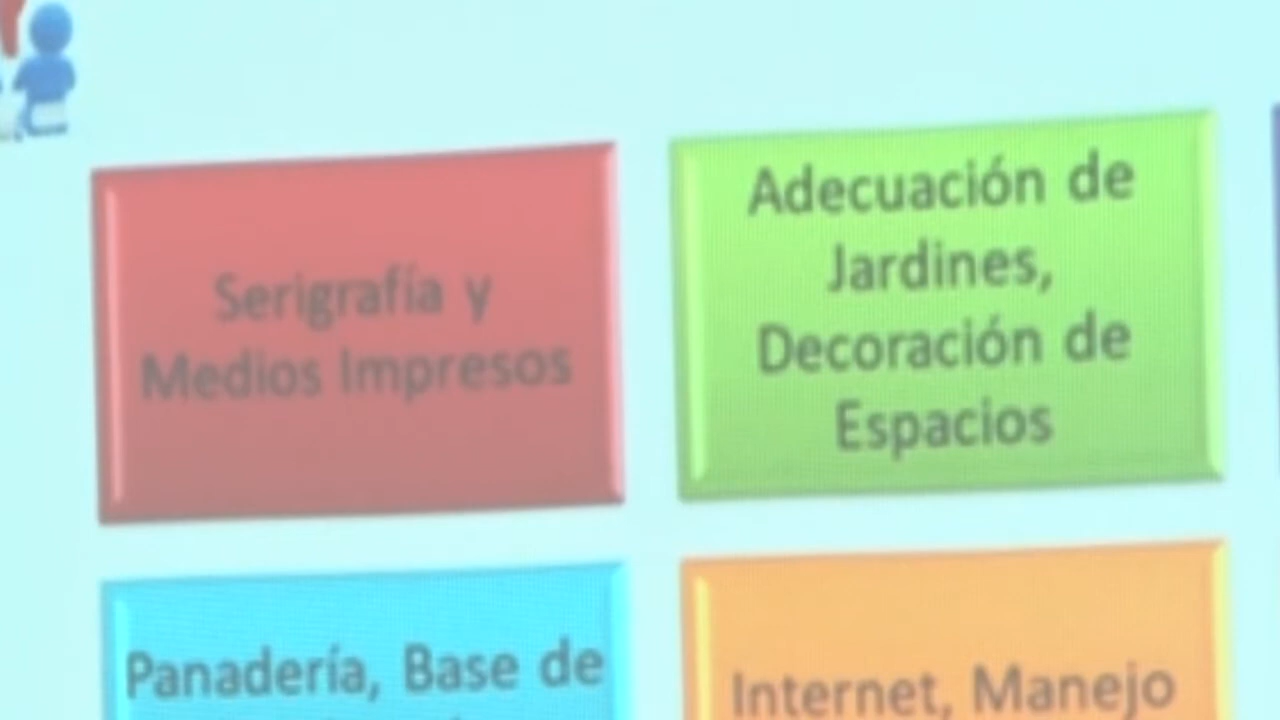 Serigrafía y
Medios Impresos
Adecuación de
Jardines,
Decoración de
Espacios
Panadería, Base de
Internet, Manejo